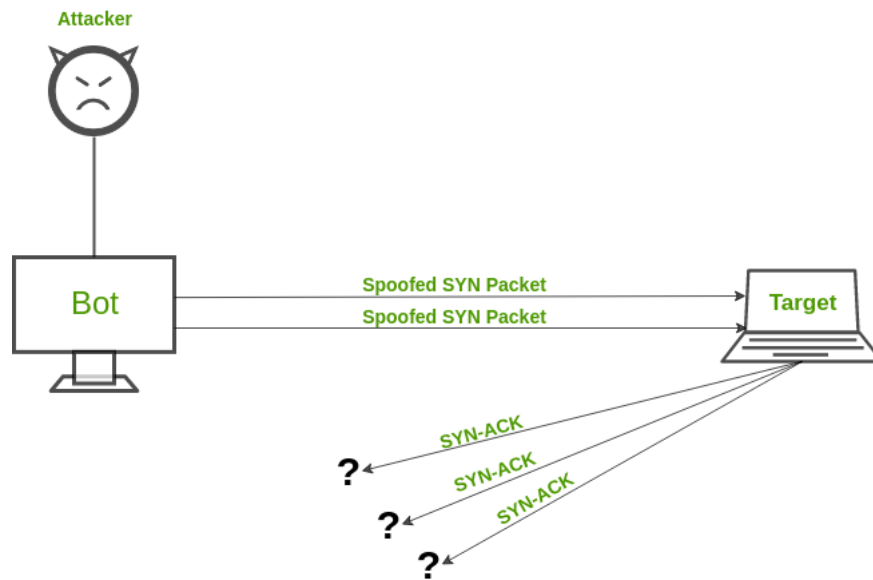 Attacker
Bot
Spoofed SYN Packet
Spoofed SYN Packet
Target
SYN-ACK
?
SYN-ACK
?
SYN-ACK
?